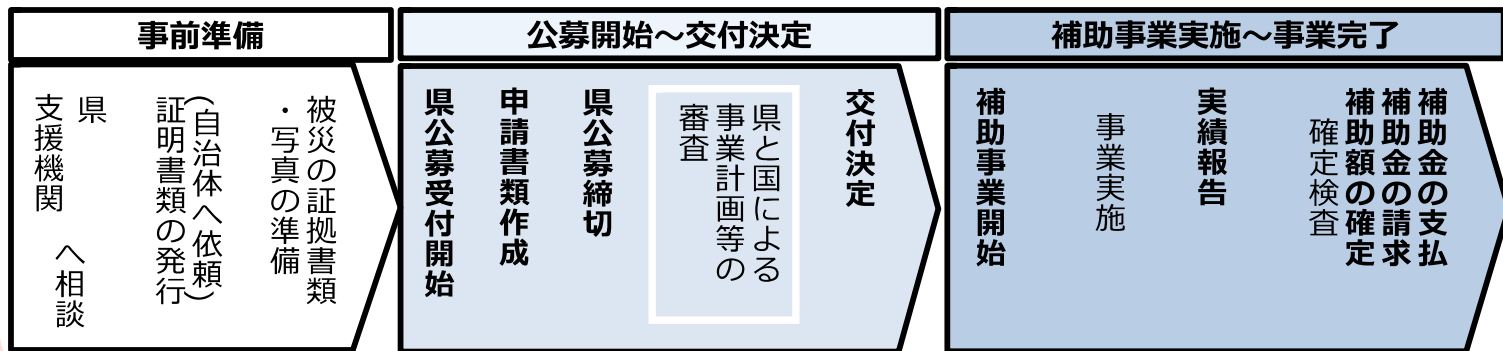 事前準備
県
支援機関
へ相談
証明書類の発行
(自治体へ依頼)
被災の証拠書類
・写真の準備
公募開始～交付決定
県公募受付開始
申請書類作成
県公募締切
県と国による
事業計画等の
審査
交付決定
補助事業実施～事業完了
補助事業開始
事業実施
実績報告
確定検査
補助額の確定
補助金の請求
補助金の支払